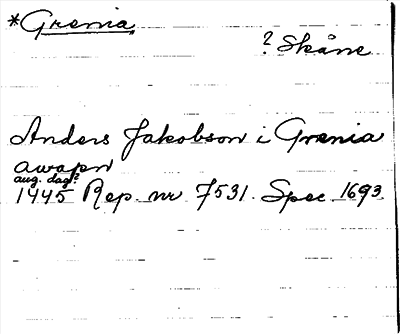 *Grenia
? Skåne
Anders Jakobson i Grenia
awapn
aug. dag?
1445 Rep. nr 7531. Spec 1693